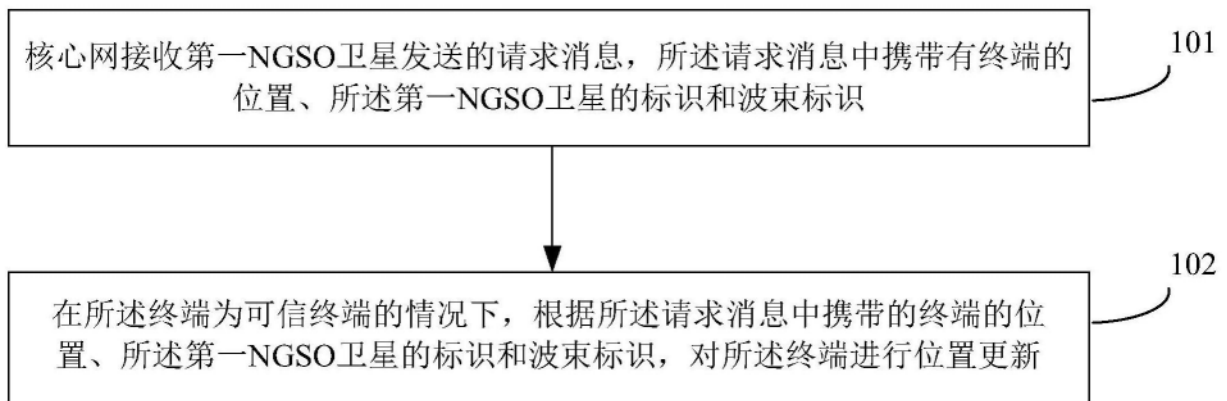 核心网接收第一NGSO卫星发送的请求消息，所述请求消息中携带有终端的
位置、所述第一NGSO卫星的标识和波束标识
101
在所述终端为可信终端的情况下，根据所述请求消息中携带的终端的位
置、所述第一NGSO卫星的标识和波束标识，对所述终端进行位置更新
102